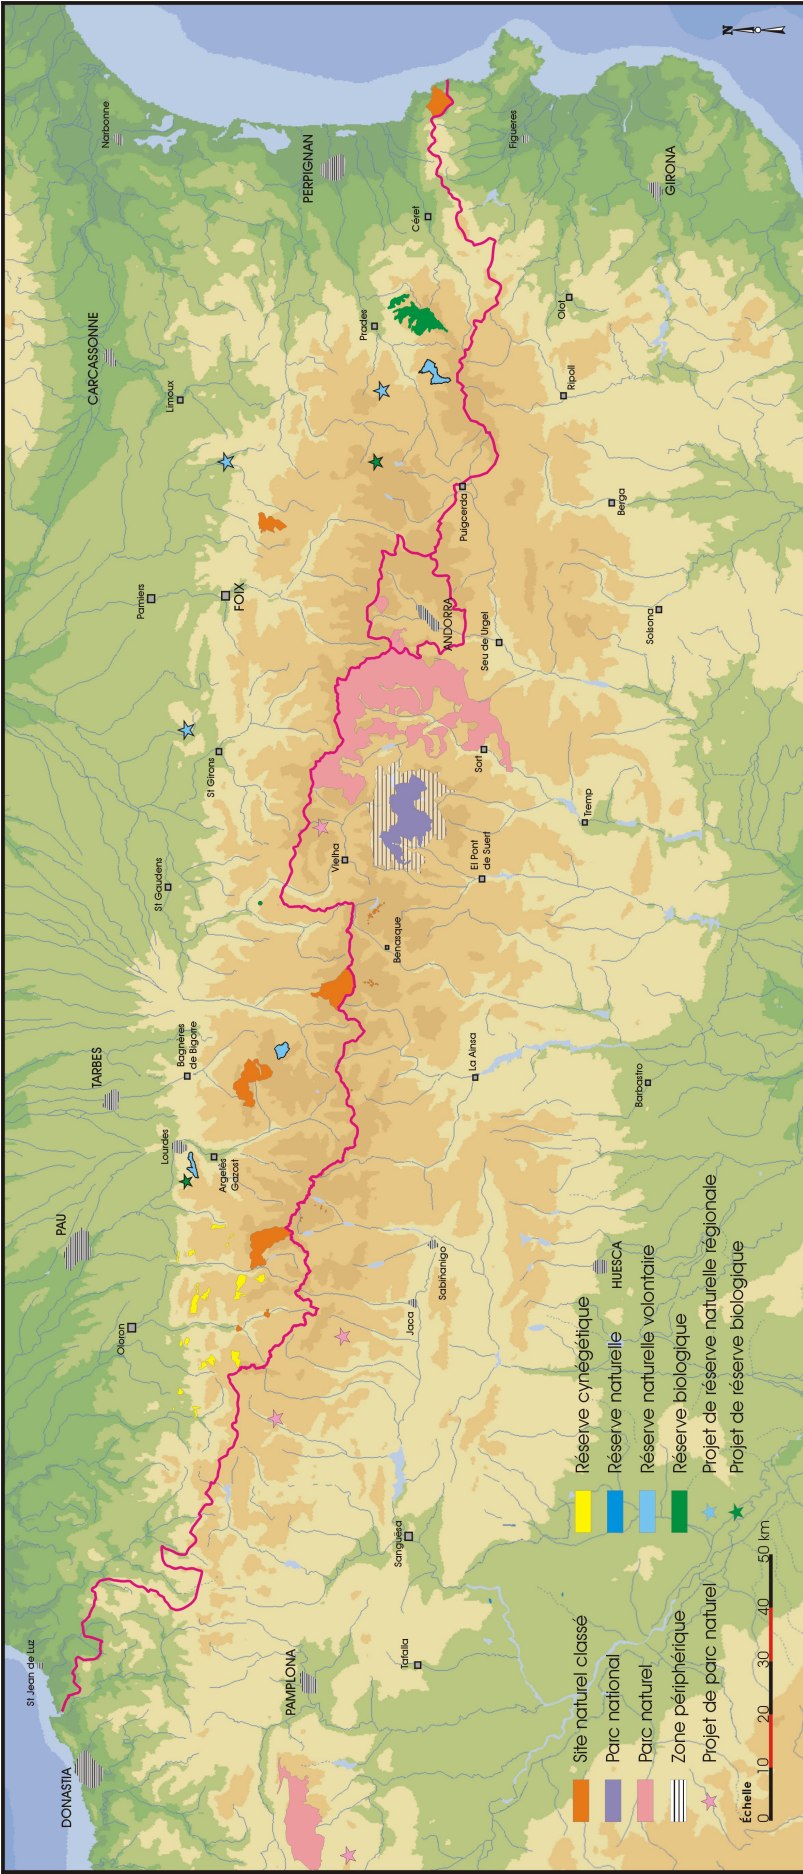 DONASTIA
St Jean de Luz
PAU
TARBES
Oloron
Lourdes
Argelès
Gazost
Bagnères
de Bigorre
St Gaudens
St Girons
Pamiers
FOIX
Limoux
CARCASSONNE
Narbonne
PERPIGNAN
Prades
Céret
Figueres
GIRONA
Olot
Ripoll
Puigcerda
Berga
ANDORRA
Seu de Urgel
Solsona
Sort
Tremp
Vielha
El Pont
de Suert
Benasque
La Ainsa
Barbastro
Sabiñanigo
Jaca
HUESCA
Sanguësa
PAMPLONA
Tafalla
N
Site naturel classé
Parc national
Parc naturel
Zone périphérique
Projet de parc naturel
Réserve cynégétique
Réserve naturelle
Réserve naturelle volontaire
Réserve biologique
Projet de réserve naturelle régionale
Projet de réserve biologique
Échelle
0 10 20 30 40 50 km